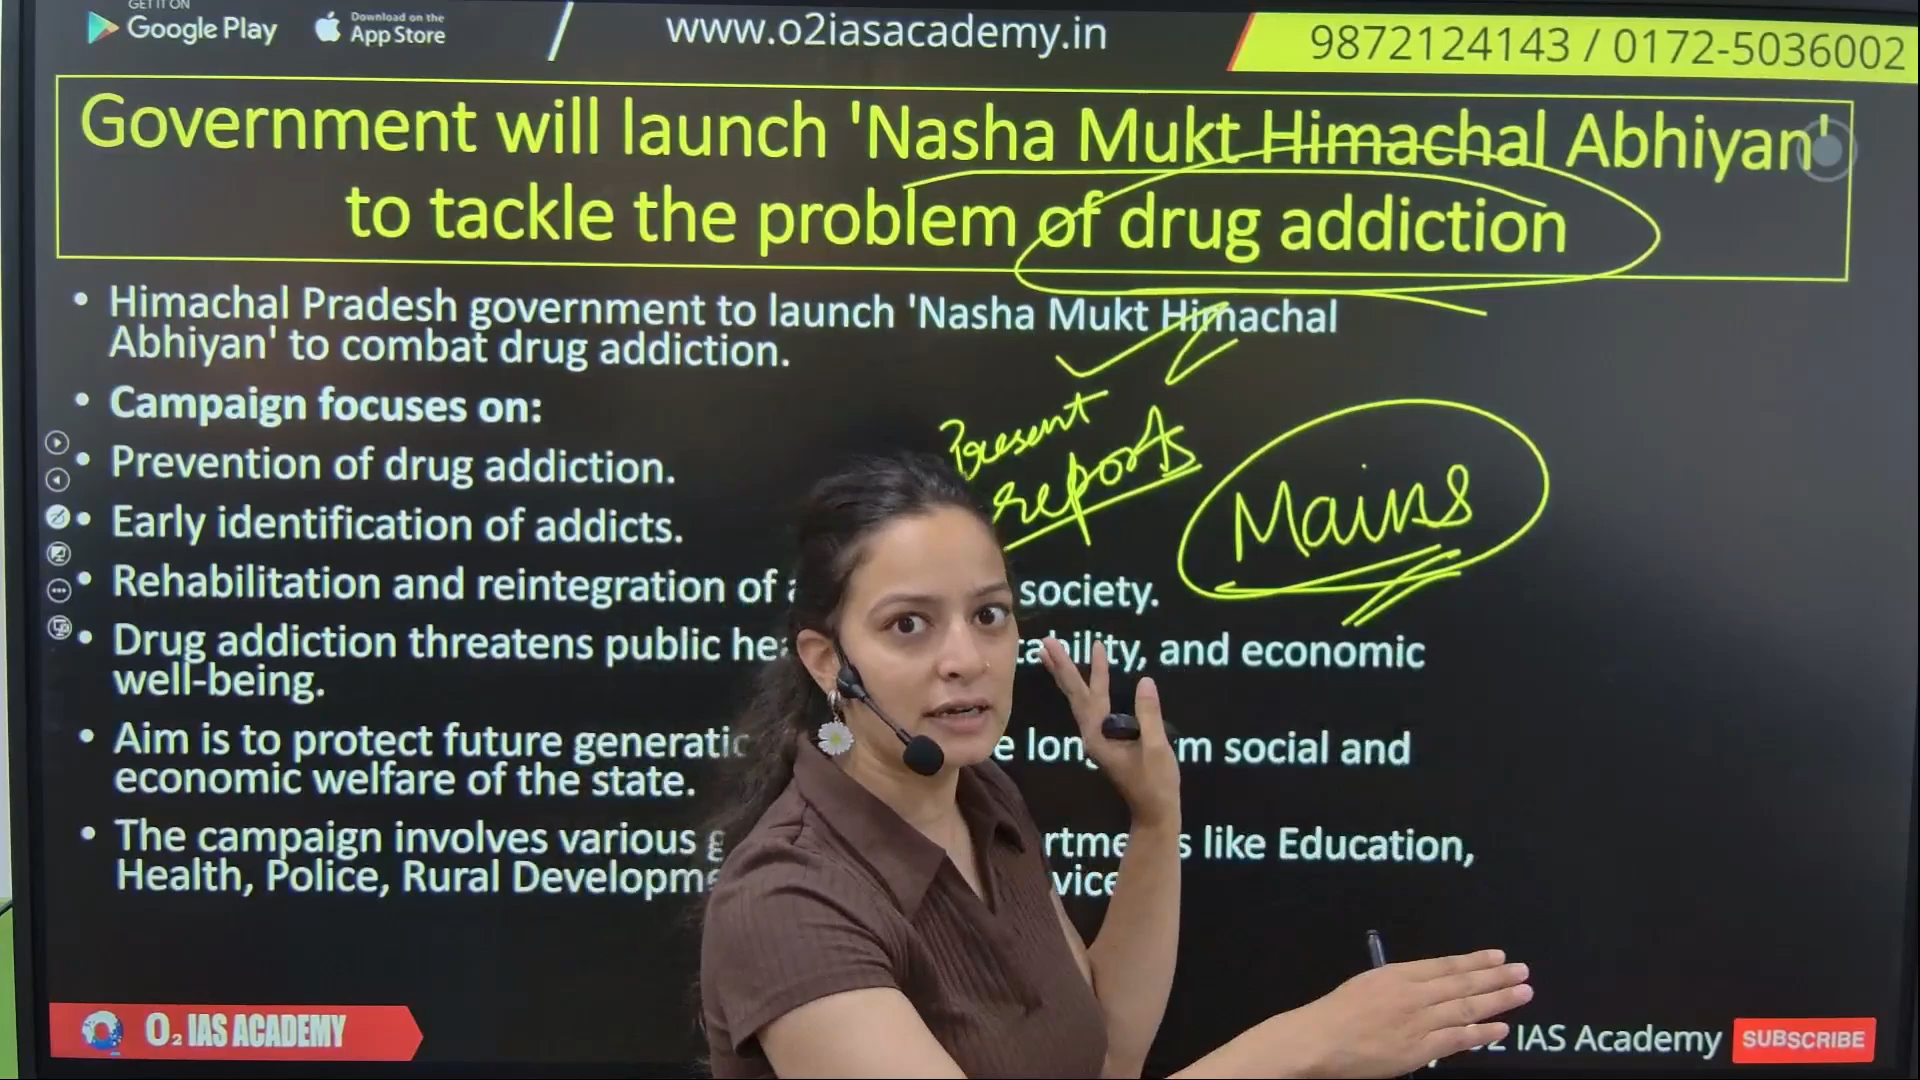 GET IT ON
Google Play
Download on the
App Store
www.o2iasacademy.in
9872124143 / 0172-5036002
Government will launch 'Nasha Mukt Himachal Abhiyan'
to tackle the problem of drug addiction
• Himachal Pradesh government to launch 'Nasha Mukt Himachal
Abhiyan' to combat drug addiction.
• Campaign focuses on:
• Prevention of drug addiction.
• Early identification of addicts.
• Rehabilitation and reintegration of society.
• Drug addiction threatens public and economic
well-being.
• Aim is to protect future social and
economic welfare of the state.
• The campaign involves various like Education,
Health, Police, Rural
Present
reports
Mains
O₂ IAS ACADEMY
IAS Academy
SUBSCRIBE